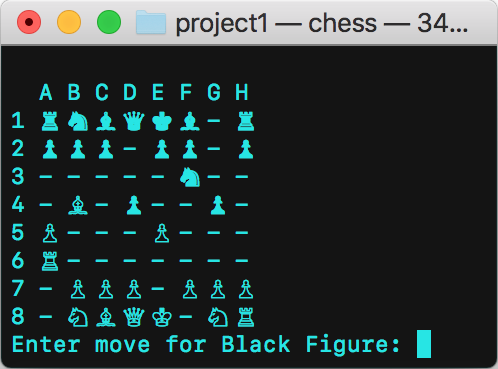 project1 — chess — 34...
A B C D E F G H
1 ♜ ♞ ♝ ♛ ♚ ♝ – ♜
2 ♟ ♟ ♟ – ♟ ♟ – ♟
3 – – – – – ♞ – –
4 – ♗ – ♟ – – ♟ –
5 ♙ – – – ♙ – – –
6 ♖ – – – – – – –
7 – ♙ ♙ ♙ – ♙ ♙ ♙
8 – ♘ ♗ ♕ ♔ – ♘ ♖
Enter move for Black Figure: